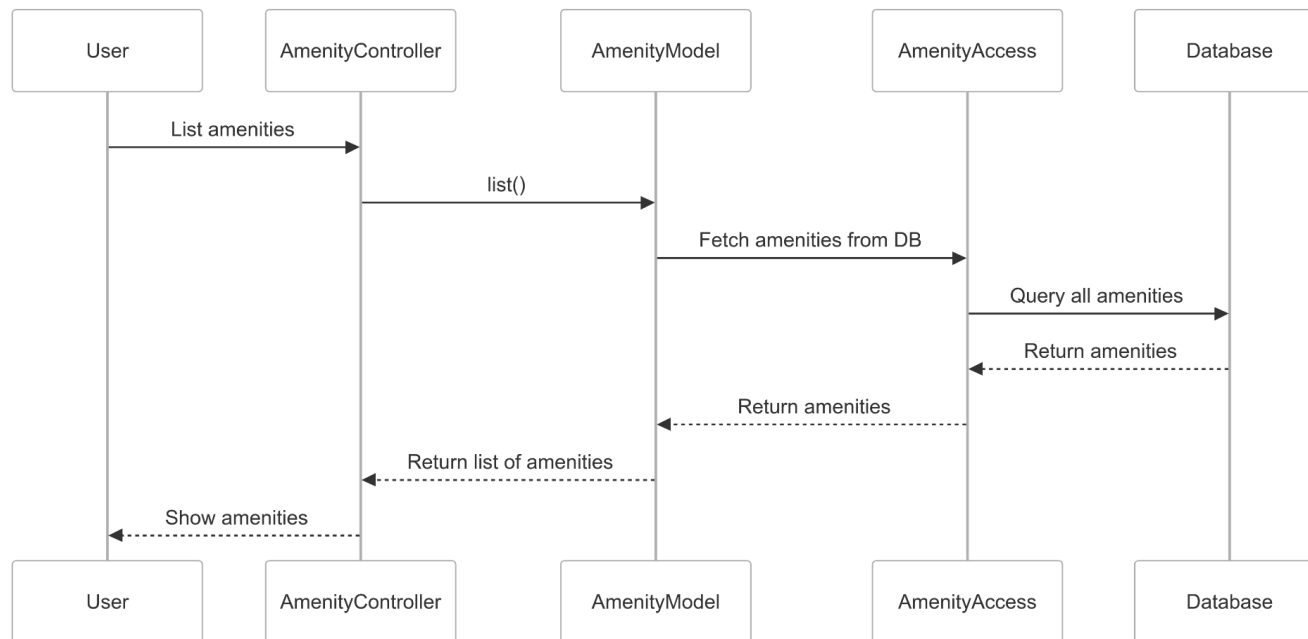 User
AmenityController
AmenityModel
AmenityAccess
Database
List amenities
list()
Fetch amenities from DB
Query all amenities
Return amenities
Return amenities
Return list of amenities
Show amenities
User
AmenityController
AmenityModel
AmenityAccess
Database